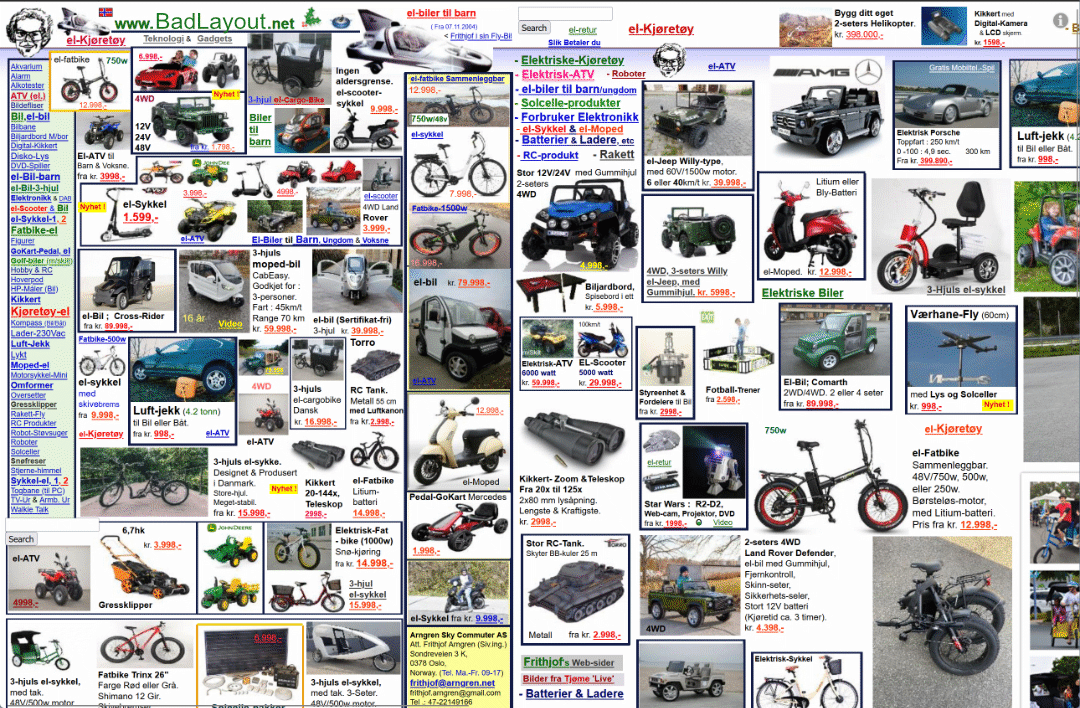 www.BadLayout.net
el-Kjøretøy
Teknologi & Gadgets
el-biler til barn
( Fra 07.11 2004)
< Frithjof i sin Fly-Bil
Search
el-retur
Slik Betaler du
el-Kjøretøy
Bygg ditt eget
2-seters Helikopter.
kr. 398.000,-
Kikkert med
Digital-Kamera
& LCD skjerm.
kr 1598,-
Akvarium
Alarm
Alkotester
ATV (el.)
Bildefliser
Bil,el-bil
Bilbane
Biljardbord M/bor
Digital-Kikkert
Disko-Lys
DVD-Spiller
el-Bil-barn
el-Bil-3-hjul
Elektronikk & DAB
el-Scooter & Bil
el-Sykkel-1, 2
Fatbike-el
Figurer
GoKart-Pedal, el
Golf-biler (m/skilt)
Hobby & RC
Hoverpod
HP-Måler (Bil)
Kikkert
Kjøretøy-el
Kompass
Lader-230Vac
Luft-Jekk
Lykt
Moped-el
Motorsykkel-Mini
Omformer
Oversetter
Gressklipper
Rakett-Fly
RC Produkter
Robot-Støvsuger
Roboter
Solceller
Snøfreser
Stjerne-himmel
Sykkel-el, 1, 2
Togbane (til PC)
TV-Ur & Armb. Ur
Walkie Talk
el-fatbike 750w
12.998,-
6.998,-
Nyhet !
4WD
12V
24V
48V
fra kr. 1.798,-
3-hjul el-Cargo-Bike
Biler
til
barn
Ingen
aldersgrense.
el-scooter-
sykkel
9.998,-
El-ATV til
Barn & Voksne.
fra kr. 3998,-
JOHN DEERE
3.998,-
4998,-
el-scooter
4WD Land
Rover
3.999,-
Nyhet !
el-Sykkel
1.599,-
el-ATV
El-Biler til Barn, Ungdom & Voksne
el-Bil ; Cross-Rider
fra kr. 89.998,-
16 år
Video
3-hjuls
moped-bil
CabEasy.
Godkjet for :
3-personer.
Fart : 45km/t
Range 70 km
kr. 59.998,-
el-bil (Sertifikat-fri)
3-hjul kr. 39.998,-
Fatbike-500w
el-sykkel
med
skivebrems
fra 9.998,-
el-Kjøretøy
Luft-jekk (4.2 tonn)
til Bil eller Båt.
fra kr. 998,-
el-ATV
79.998
4WD
el-ATV
3-hjuls
el-cargobike
Dansk
kr. 16.998,-
Torro
RC Tank.
Metall 55 cm
med Luftkanon
fra kr.2.998,-
3-hjuls el-sykke.
Designet & Produsert
i Danmark.
Store-hjul.
Meget-stabil.
Nyhet !
fra kr. 15.998,-
Kikkert
20-144x,
Teleskop
2998,-
el-Fatbike
Litium-
batteri
14.998,-
Search
el-ATV
4998,-
6,7hk
kr. 3.998,-
Gressklipper
JOHN DEERE
Elektrisk-Fat
- bike (1000w)
Snø-kjøring
fra kr. 14.998,-
3-hjul
el-sykkel
15.998,-
3-hjuls el-sykkel,
med tak.
48V/500w motor
Fatbike Trinx 26"
Farge Rød eller Grå.
Shimano 12 Gir.
Skivebremser
6.998,-
3-hjuls el-sykkel,
med tak. 3-Seter.
48V/500w motor.
el-fatbike Sammenleggbar
12.998,-
750w/48v
el-sykkel
7.998,-
Fatbike-1500w
16.998,-
el-bil kr. 79.998,-
el-ATV
12.998,-
el-Moped
Pedal-GoKart Mercedes
1.998,-
el-Sykkel fra kr. 9.998,-
Arngren Sky Commuter AS
Att. Frithjof Arngren (Siv.ing.)
Sondreveien 3 K,
0378 Oslo,
Norway. (Tel. Ma.-Fr. 09-17)
frithjof@arngren.net
frithjof.arngren@gmail.com
Tel .: 47-22149166
- Elektriske-Kjøretøy
- Elektrisk-ATV - Roboter
- el-biler til barn/ungdom
- Solcelle-produkter
- Forbruker Elektronikk
- el-Sykkel & el-Moped
- Batterier & Ladere, etc
- RC-produkt - Rakett
el-ATV
Stor 12V/24V med Gummihjul
2-seters
4WD
4.998,-
el-Jeep Willy-type,
med 60V/1500w motor.
6 eller 40km/t kr. 39.998,-
4WD, 3-seters Willy
el-Jeep, med
Gummihjul. kr. 5998,-
Biljardbord,
Spisebord i ett
kr. 5.998,-
m/Skilt
Elektrisk-ATV
6000 watt
kr. 59.998,-
100km/t
EL-Scooter
5000 watt
kr. 29.998,-
Styreenhet &
Fordelere til Bil
fra kr. 2998,-
Fotball-Trener
fra 2.598,-
Kikkert- Zoom &Teleskop
Fra 20x til 125x
2x80 mm lysåpning.
Lengste & Kraftigste.
kr. 2998,-
el-retur
Star Wars : R2-D2,
Web-cam, Projektor, DVD
fra kr. 1998,- Video
Stor RC-Tank.
Skyter BB-kuler 25 m
TORRO
Metall fra kr. 2.998,-
4WD
2-seters 4WD
Land Rover Defender,
el-bil med Gummihjul,
Fjernkontroll,
Skinn-seter,
Sikkerhets-seler,
Stort 12V batteri
(Kjøretid ca. 3 timer).
kr. 4.398,-
Frithjof's Web-sider
Bilder fra Tjøme 'Live'
- Batterier & Ladere
Elektrisk-Sykkel
AMG
Gratis Mobiltel.-Spil
Elektrisk Porsche
Toppfart : 250 km/t
0 -100 : 4,9 sec. 300 km
Fra kr. 399.890,-
Luft-jekk (4.
til Bil eller Båt.
fra kr. 998,-
Litium eller
Bly-Batteri
el-Moped. kr. 12.998,-
3-Hjuls el-sykkel
Elektriske Biler
El-Bil; Comarth
2WD/4WD. 2 eller 4 seter
kr. 89.998,-
Værhane-Fly (60cm)
med Lys og Solceller
kr. 998,- Nyhet !
750w
el-Kjøretøy
el-Fatbike
Sammenleggbar.
48V/750w, 500w,
eller 250w.
Børsteløs-motor,
med Litium-batteri.
Pris fra kr. 12.998,-